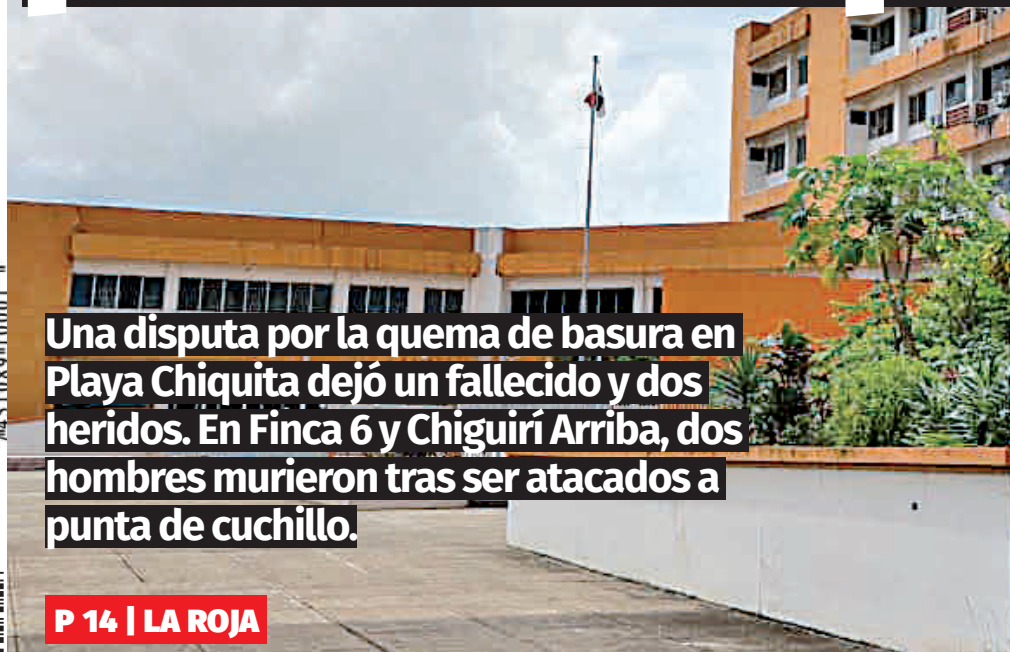 Una disputa por la quema de basura en
Playa Chiquita dejó un fallecido y dos
heridos. En Finca 6 y Chiguirí Arriba, dos
hombres murieron tras ser atacados a
punta de cuchillo.
P 14 | LA ROJA